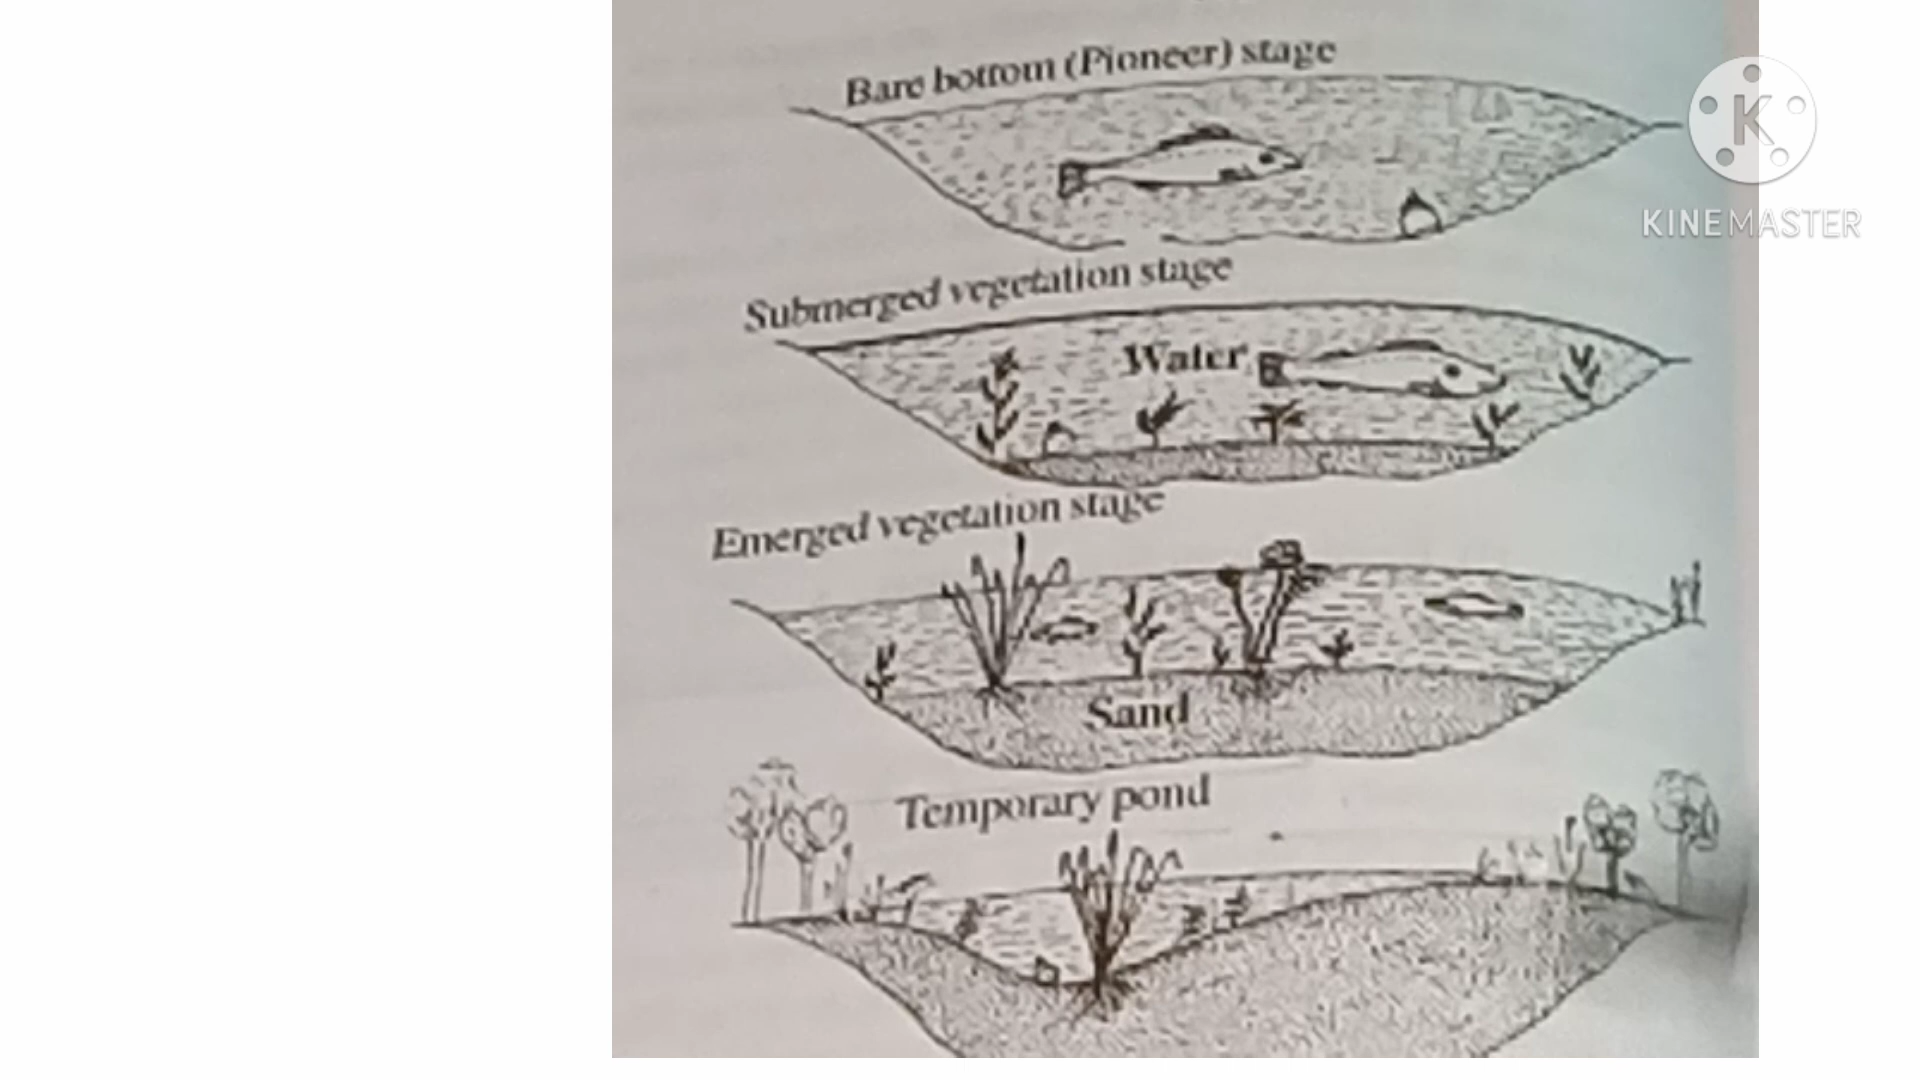 Bare bottom (Pioneer) stage
K
KINEMASTER
Submerged vegetation stage
Water
Emerged vegetation stage
Sand
Temporary pond